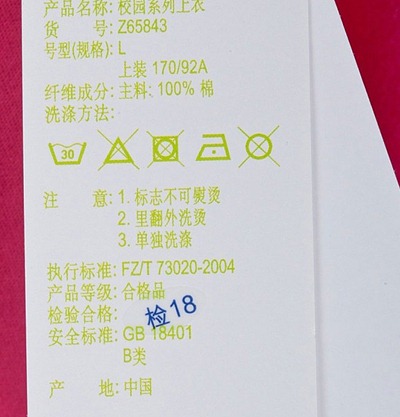 产品名称: 校园系列上衣
货 号: Z65843
号型(规格): L
上装 170/92A
纤维成分: 主料: 100% 棉
洗涤方法:
30
注 意: 1. 标志不可熨烫
2. 里翻外洗烫
3. 单独洗涤
执行标准: FZ/T 73020-2004
产品等级: 合格品
检验合格: 检18
安全标准: GB 18401
B类
产 地: 中国